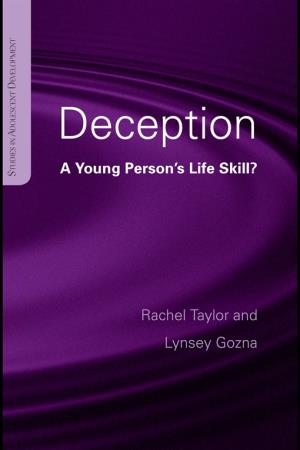 STUDIES IN ADOLESCENT DEVELOPMENT
Deception
A Young Person's Life Skill?
Rachel Taylor and
Lynsey Gozna